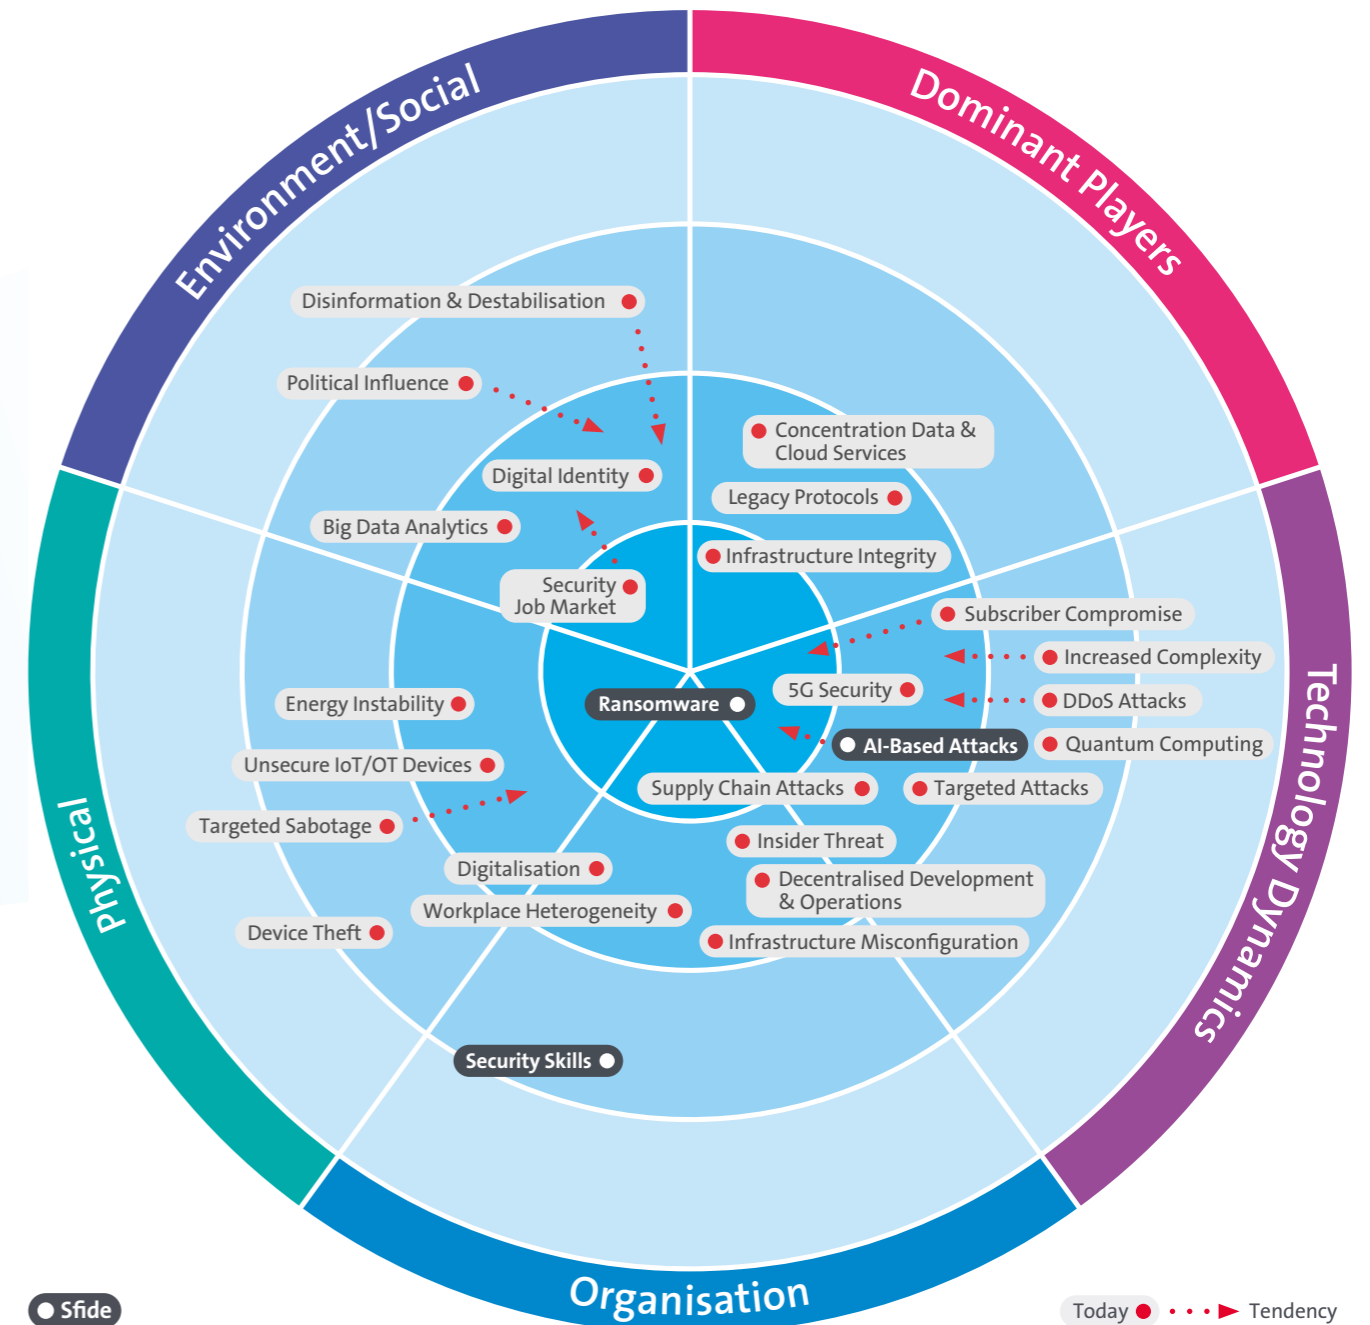 Environment/Social
Dominant Players
Disinformation & Destabilisation
Political Influence
Digital Identity
Big Data Analytics
Security
Job Market
Concentration Data &
Cloud Services
Legacy Protocols
Infrastructure Integrity
Subscriber Compromise
Increased Complexity
5G Security
DDoS Attacks
AI-Based Attacks
Quantum Computing
Supply Chain Attacks
Targeted Attacks
Technology Dynamics
Ransomware
Energy Instability
Unsecure IoT/OT Devices
Targeted Sabotage
Physical
Digitalisation
Workplace Heterogeneity
Device Theft
Insider Threat
Decentralised Development
& Operations
Infrastructure Misconfiguration
Security Skills
Organisation
Sfide
Today
Tendency